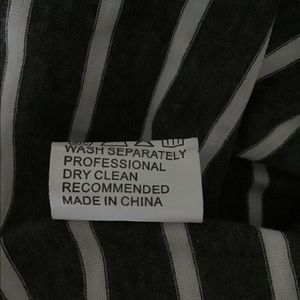 WASH SEPARATELY
PROFESSIONAL
DRY CLEAN
RECOMMENDED
MADE IN CHINA